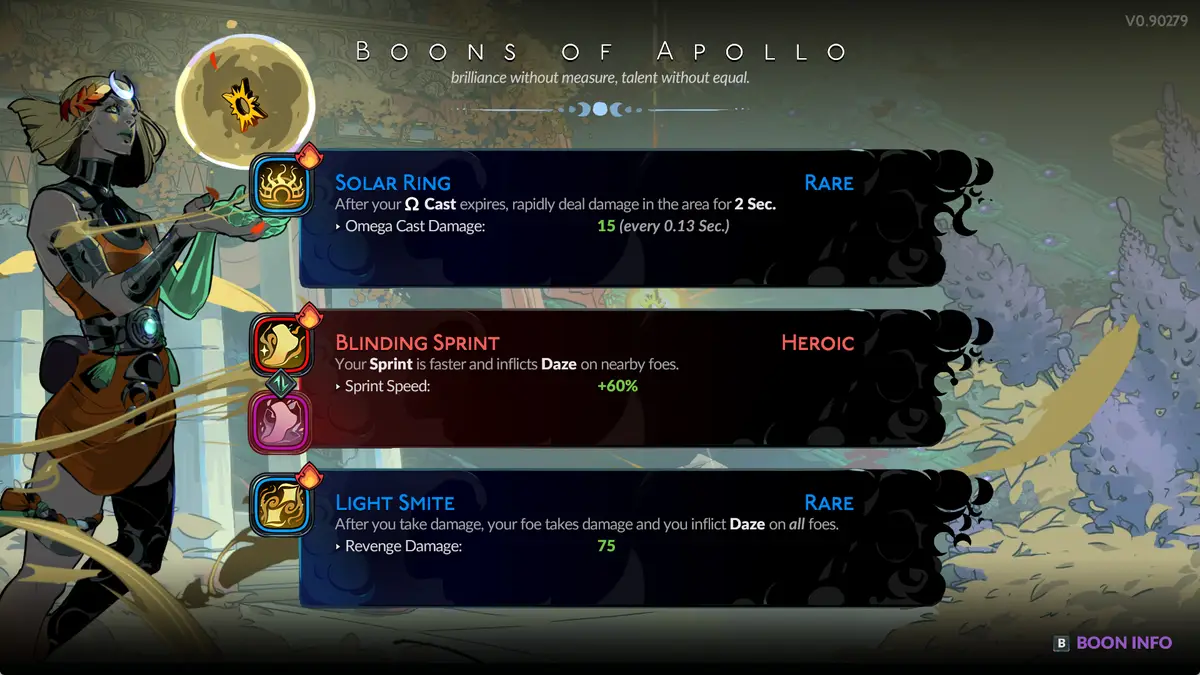 V0.90279
BOONS OF APOLLO
brilliance without measure, talent without equal.
SOLAR RING RARE
After your Ω Cast expires, rapidly deal damage in the area for 2 Sec.
‣ Omega Cast Damage: 15 (every 0.13 Sec.)
BLINDING SPRINT HEROIC
Your Sprint is faster and inflicts Daze on nearby foes.
‣ Sprint Speed: +60%
LIGHT SMITE RARE
After you take damage, your foe takes damage and you inflict Daze on all foes.
‣ Revenge Damage: 75
B BOON INFO